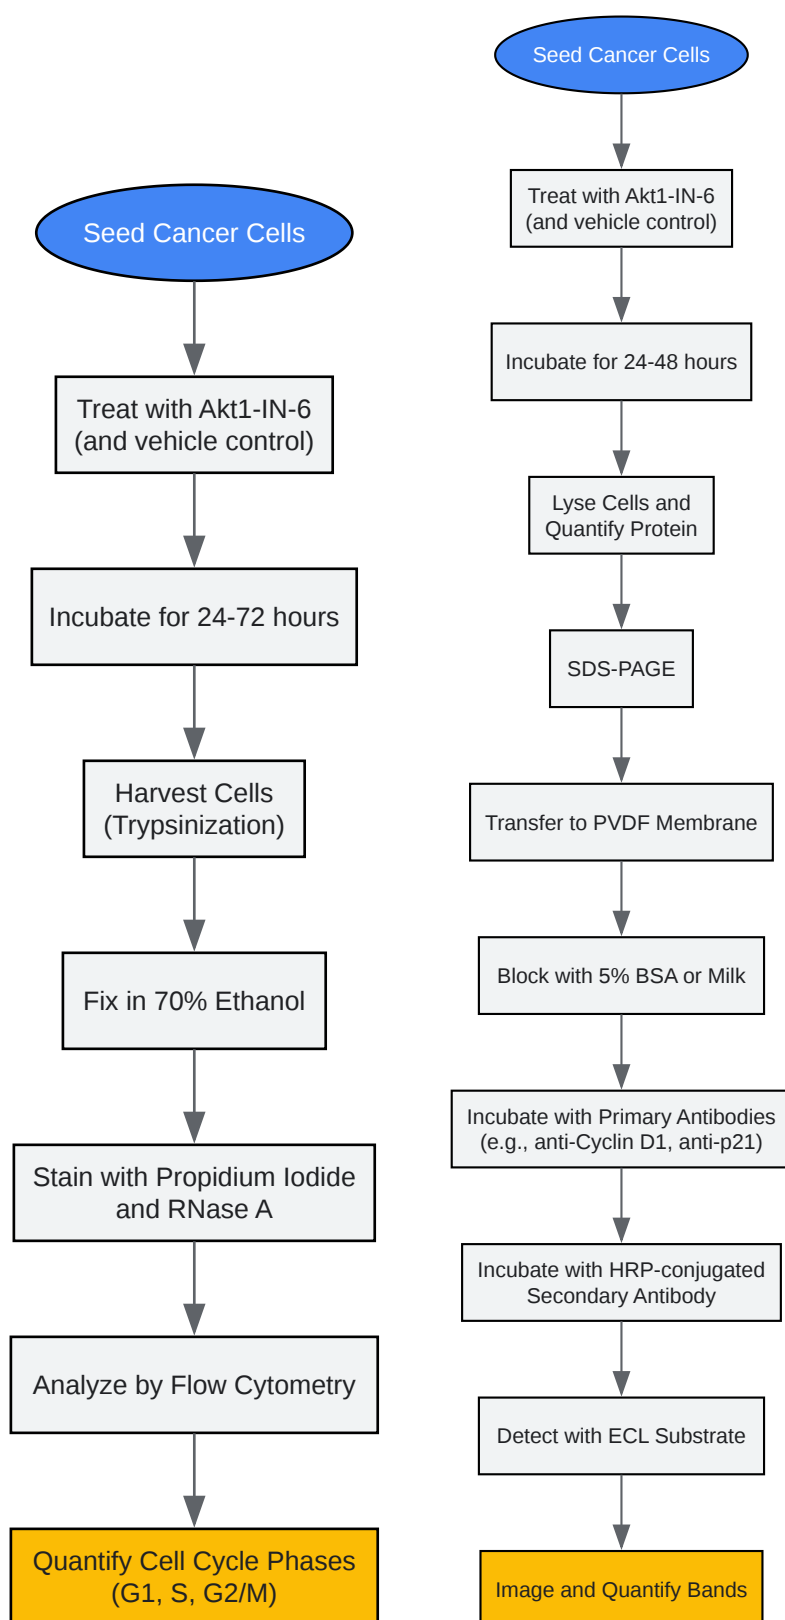 Seed Cancer Cells
Treat with Akt1-IN-6
(and vehicle control)
Incubate for 24-72 hours
Harvest Cells
(Trypsinization)
Fix in 70% Ethanol
Stain with Propidium Iodide
and RNase A
Analyze by Flow Cytometry
Quantify Cell Cycle Phases
(G1, S, G2/M)
Seed Cancer Cells
Treat with Akt1-IN-6
(and vehicle control)
Incubate for 24-48 hours
Lyse Cells and
Quantify Protein
SDS-PAGE
Transfer to PVDF Membrane
Block with 5% BSA or Milk
Incubate with Primary Antibodies
(e.g., anti-Cyclin D1, anti-p21)
Incubate with HRP-conjugated
Secondary Antibody
Detect with ECL Substrate
Image and Quantify Bands